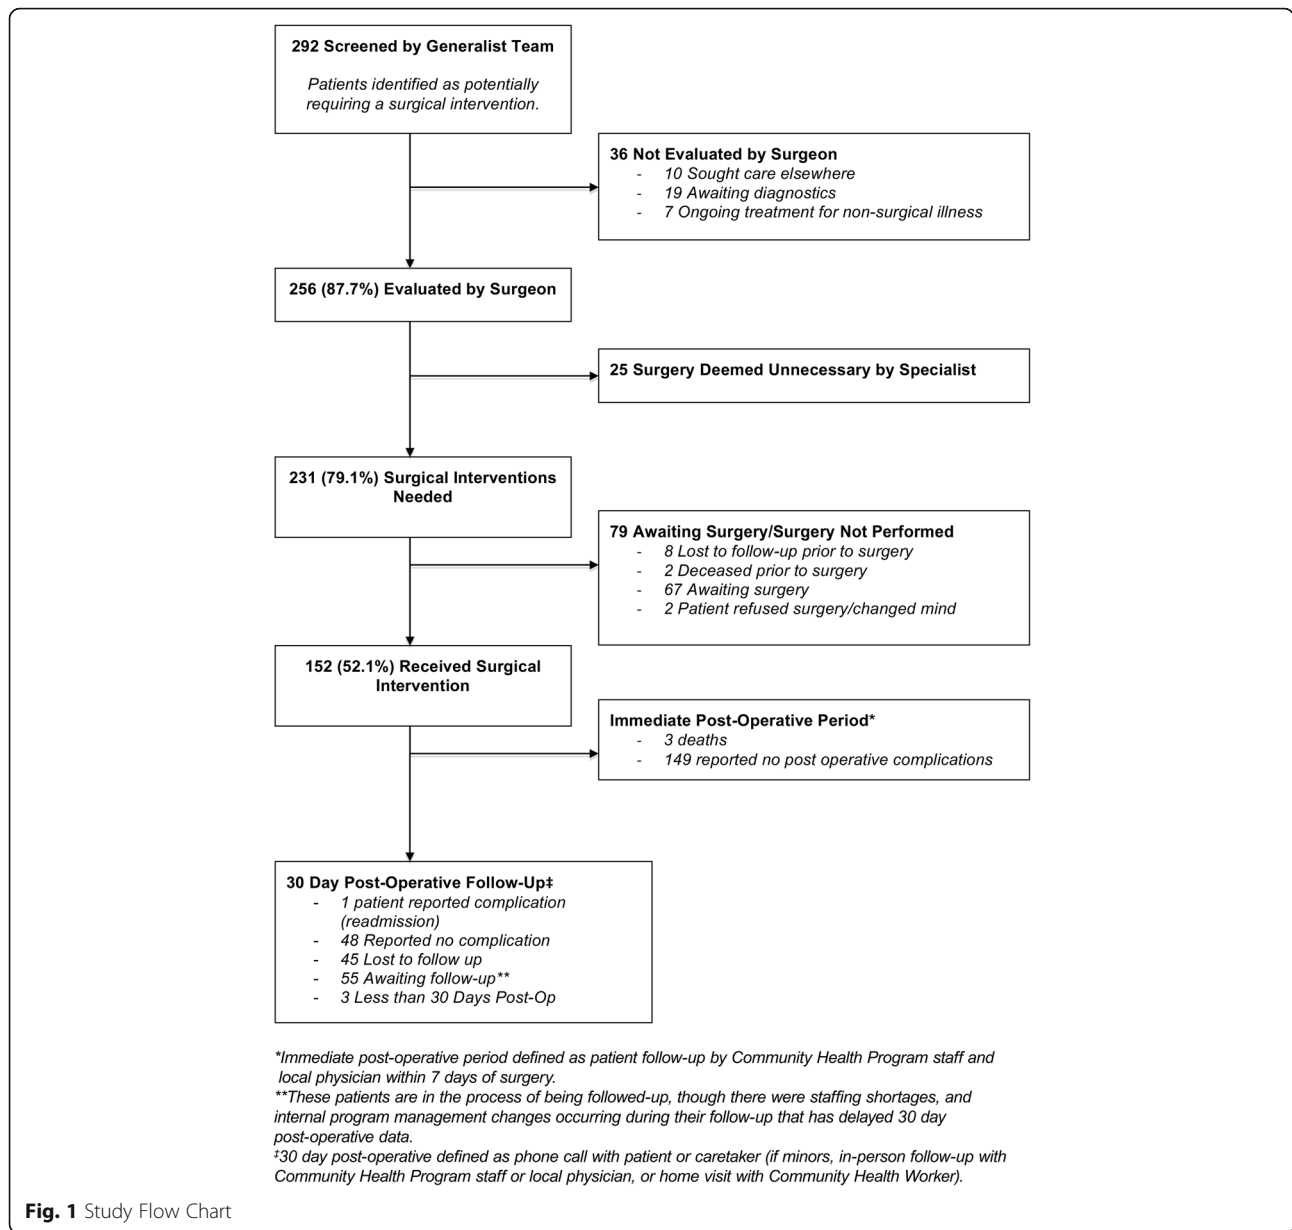 292 Screened by Generalist Team
Patients identified as potentially
requiring a surgical intervention.
36 Not Evaluated by Surgeon
- 10 Sought care elsewhere
- 19 Awaiting diagnostics
- 7 Ongoing treatment for non-surgical illness
256 (87.7%) Evaluated by Surgeon
25 Surgery Deemed Unnecessary by Specialist
231 (79.1%) Surgical Interventions
Needed
79 Awaiting Surgery/Surgery Not Performed
- 8 Lost to follow-up prior to surgery
- 2 Deceased prior to surgery
- 67 Awaiting surgery
- 2 Patient refused surgery/changed mind
152 (52.1%) Received Surgical
Intervention
Immediate Post-Operative Period*
- 3 deaths
- 149 reported no post operative complications
30 Day Post-Operative Follow-Up‡
- 1 patient reported complication
(readmission)
- 48 Reported no complication
- 45 Lost to follow up
- 55 Awaiting follow-up**
- 3 Less than 30 Days Post-Op
*Immediate post-operative period defined as patient follow-up by Community Health Program staff and
local physician within 7 days of surgery.
**These patients are in the process of being followed-up, though there were staffing shortages, and
internal program management changes occurring during their follow-up that has delayed 30 day
post-operative data.
‡30 day post-operative defined as phone call with patient or caretaker (if minors, in-person follow-up with
Community Health Program staff or local physician, or home visit with Community Health Worker).
Fig. 1 Study Flow Chart